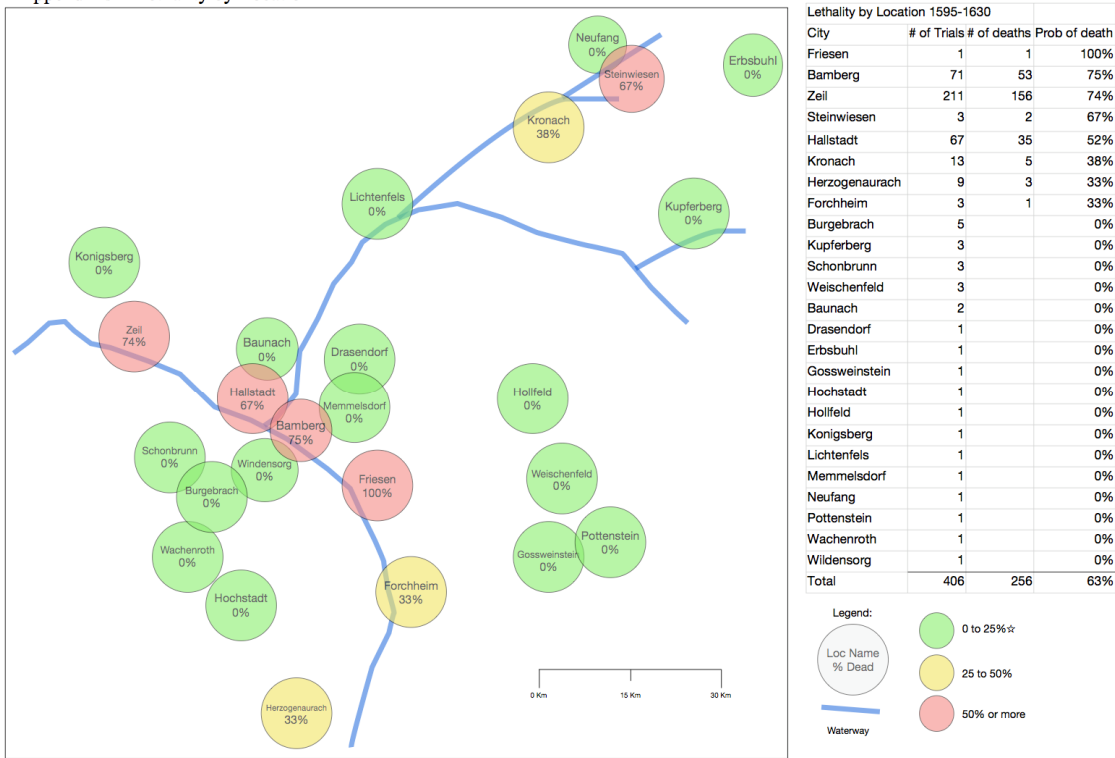 Neufang
0%
Erbsbuhl
0%
Steinwiesen
67%
Kronach
38%
Lichtenfels
0%
Kupferberg
0%
Konigsberg
0%
Zeil
74%
Baunach
0%
Drasendorf
0%
Hallstadt
67%
Memmelsdorf
0%
Hollfeld
0%
Bamberg
75%
Schonbrunn
0%
Windensorg
0%
Burgebrach
0%
Friesen
100%
Weischenfeld
0%
Wachenroth
0%
Gossweinstein
0%
Pottenstein
0%
Hochstadt
0%
Forchheim
33%
Herzogenaurach
33%
0 Km 15 Km 30 Km
Lethality by Location 1595-1630
City # of Trials # of deaths Prob of death
Friesen 1 1 100%
Bamberg 71 53 75%
Zeil 211 156 74%
Steinwiesen 3 2 67%
Hallstadt 67 35 52%
Kronach 13 5 38%
Herzogenaurach 9 3 33%
Forchheim 3 1 33%
Burgebrach 5 0%
Kupferberg 3 0%
Schonbrunn 3 0%
Weischenfeld 3 0%
Baunach 2 0%
Drasendorf 1 0%
Erbsbuhl 1 0%
Gossweinstein 1 0%
Hochstadt 1 0%
Hollfeld 1 0%
Konigsberg 1 0%
Lichtenfels 1 0%
Memmelsdorf 1 0%
Neufang 1 0%
Pottenstein 1 0%
Wachenroth 1 0%
Wildensorg 1 0%
Total 406 256 63%
Legend:
Loc Name
% Dead
Waterway
0 to 25%☆
25 to 50%
50% or more